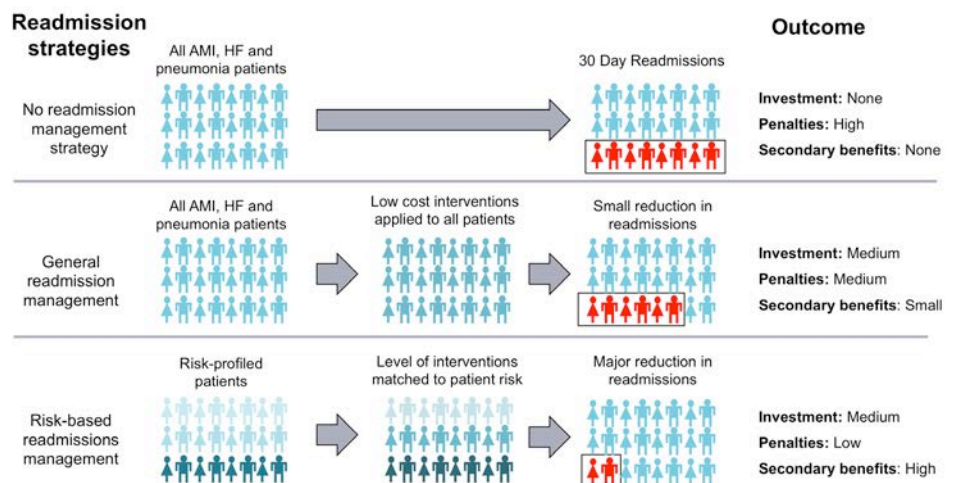 Readmission
strategies
Outcome
All AMI, HF and
pneumonia patients
30 Day Readmissions
No readmission
management
strategy
Investment: None
Penalties: High
Secondary benefits: None
All AMI, HF and
pneumonia patients
Low cost interventions
applied to all patients
Small reduction in
readmissions
General
readmission
management
Investment: Medium
Penalties: Medium
Secondary benefits: Small
Risk-profiled
patients
Level of interventions
matched to patient risk
Major reduction in
readmissions
Risk-based
readmissions
management
Investment: Medium
Penalties: Low
Secondary benefits: High